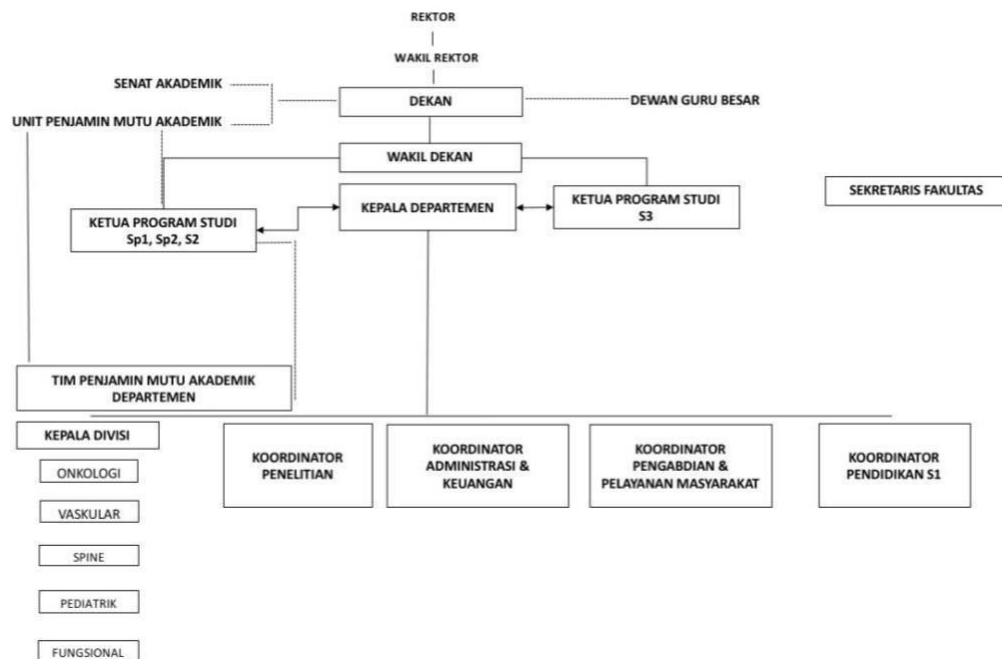 REKTOR
WAKIL REKTOR
SENAT AKADEMIK
DEKAN
DEWAN GURU BESAR
UNIT PENJAMIN MUTU AKADEMIK
WAKIL DEKAN
SEKRETARIS FAKULTAS
KETUA PROGRAM STUDI
Sp1, Sp2, S2
KEPALA DEPARTEMEN
KETUA PROGRAM STUDI
S3
TIM PENJAMIN MUTU AKADEMIK
DEPARTEMEN
KEPALA DIVISI
ONKOLOGI
VASKULAR
SPINE
PEDIATRIK
FUNGSIONAL
KOORDINATOR
PENELITIAN
KOORDINATOR
ADMINISTRASI &
KEUANGAN
KOORDINATOR
PENGABDIAN &
PELAYANAN MASYARAKAT
KOORDINATOR
PENDIDIKAN S1